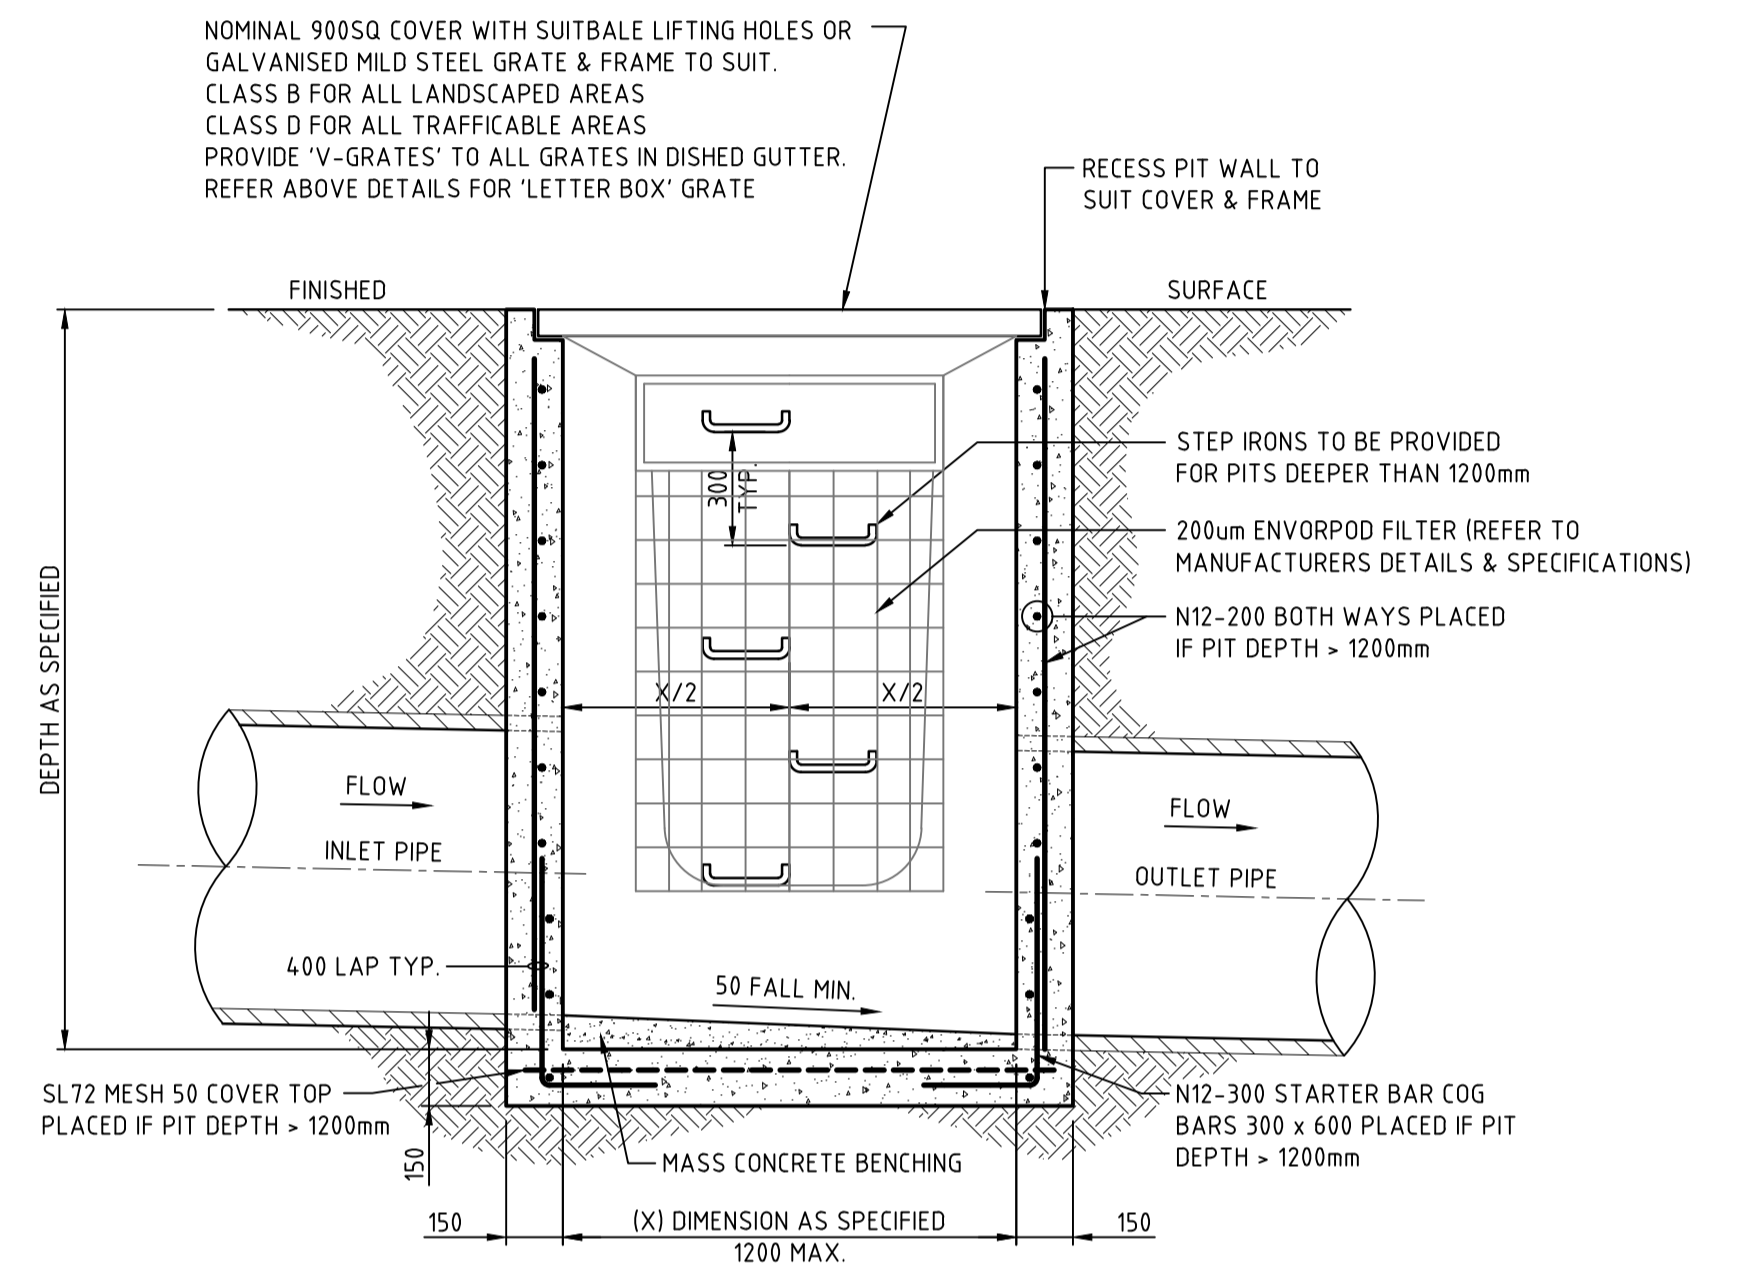 NOMINAL 900SQ COVER WITH SUITBALE LIFTING HOLES OR
GALVANISED MILD STEEL GRATE & FRAME TO SUIT.
CLASS B FOR ALL LANDSCAPED AREAS
CLASS D FOR ALL TRAFFICABLE AREAS
PROVIDE 'V-GRATES' TO ALL GRATES IN DISHED GUTTER.
REFER ABOVE DETAILS FOR 'LETTER BOX' GRATE
RECESS PIT WALL TO
SUIT COVER & FRAME
FINISHED
SURFACE
STEP IRONS TO BE PROVIDED
FOR PITS DEEPER THAN 1200mm
300
TYP.
200um ENVORPOD FILTER (REFER TO
MANUFACTURERS DETAILS & SPECIFICATIONS)
N12-200 BOTH WAYS PLACED
IF PIT DEPTH > 1200mm
DEPTH AS SPECIFIED
X/2
X/2
FLOW
INLET PIPE
FLOW
OUTLET PIPE
400 LAP TYP.
50 FALL MIN.
SL72 MESH 50 COVER TOP
PLACED IF PIT DEPTH > 1200mm
N12-300 STARTER BAR COG
BARS 300 x 600 PLACED IF PIT
DEPTH > 1200mm
150
MASS CONCRETE BENCHING
150
(X) DIMENSION AS SPECIFIED
1200 MAX.
150